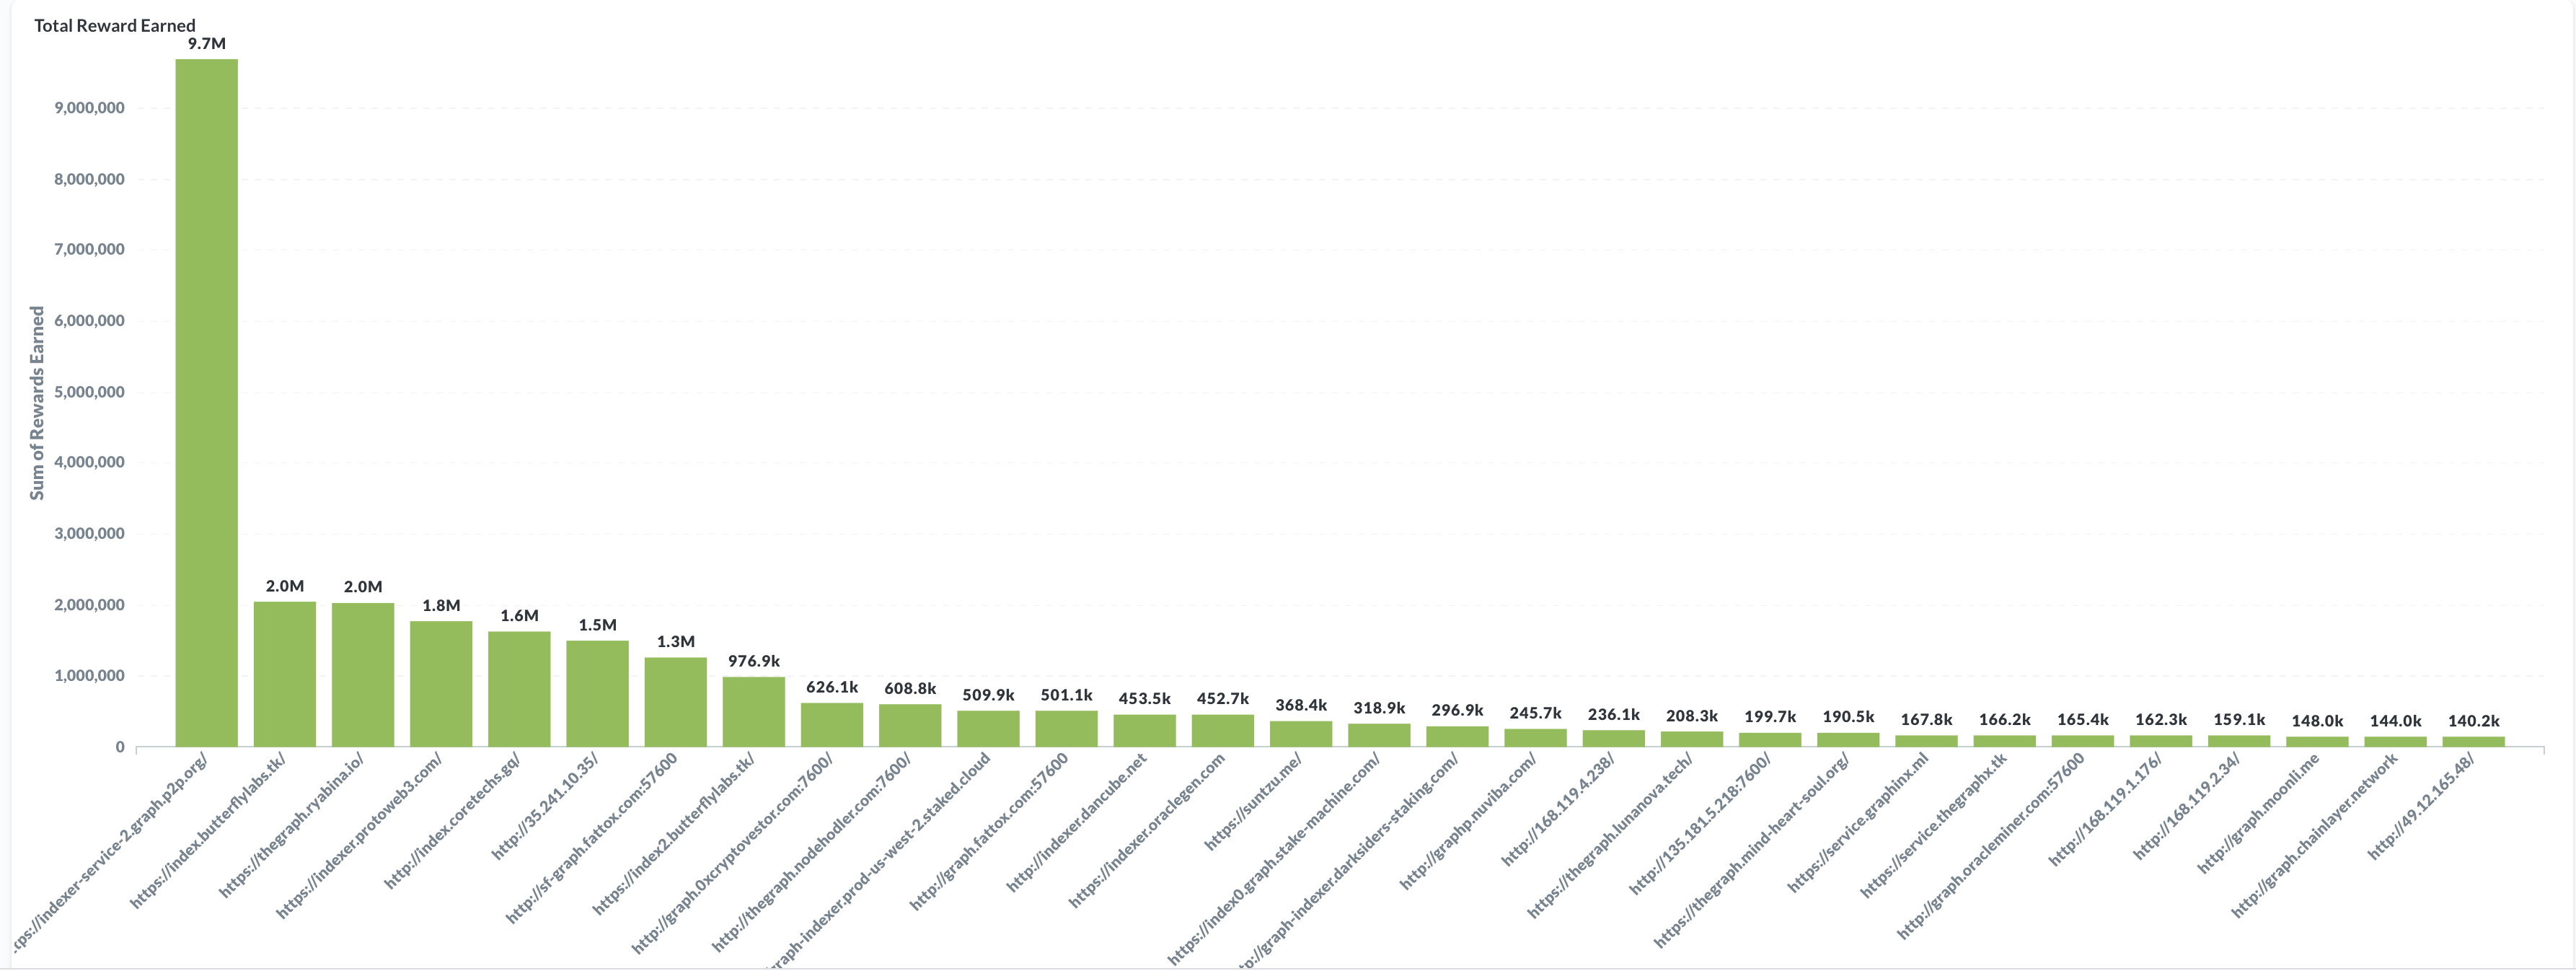 Total Reward Earned
9.7M
9,000,000
8,000,000
7,000,000
6,000,000
5,000,000
4,000,000
3,000,000
2,000,000
1,000,000
0
Sum of Rewards Earned
2.0M
2.0M
1.8M
1.6M
1.5M
1.3M
976.9k
626.1k
608.8k
509.9k
501.1k
453.5k
452.7k
368.4k
318.9k
296.9k
245.7k
236.1k
208.3k
199.7k
190.5k
167.8k
166.2k
165.4k
162.3k
159.1k
148.0k
144.0k
140.2k
tps://indexer-service-2.graph.p2p.org/
https://index.butterflylabs.tk/
https://thegraph.ryabina.io/
https://indexer.protoweb3.com/
http://index.coretechs.gq/
http://35.241.10.35/
http://sf-graph.fattox.com:57600
https://index2.butterflylabs.tk/
http://graph.0xcryptovestor.com:7600/
http://thegraph.nodehodler.com:7600/
graph-indexer.prod-us-west-2.staked.cloud
http://graph.fattox.com:57600
http://indexer.dancube.net
https://indexer.oraclegen.com
https://suntzu.me/
https://index0.graph.stake-machine.com/
tp://graph-indexer.darksiders-staking.com/
http://graphp.nuviba.com/
http://168.119.4.238/
https://thegraph.lunanova.tech/
http://135.181.5.218:7600/
https://thegraph.mind-heart-soul.org/
https://service.graphinx.ml
https://service.thegraphx.tk
http://graph.oracleminer.com:57600
http://168.119.1.176/
http://168.119.2.34/
http://graph.moonli.me
http://graph.chainlayer.network
http://49.12.165.48/